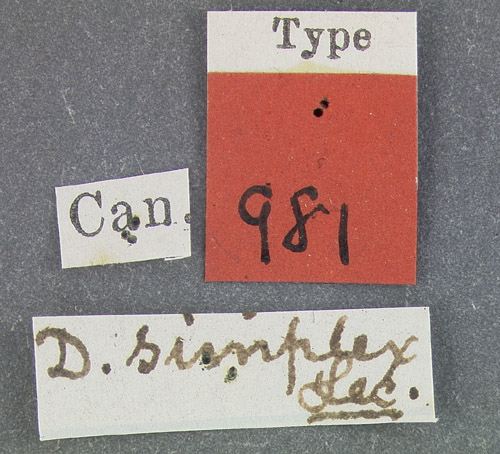 Type
981
Can.
D. simplex
Lec.